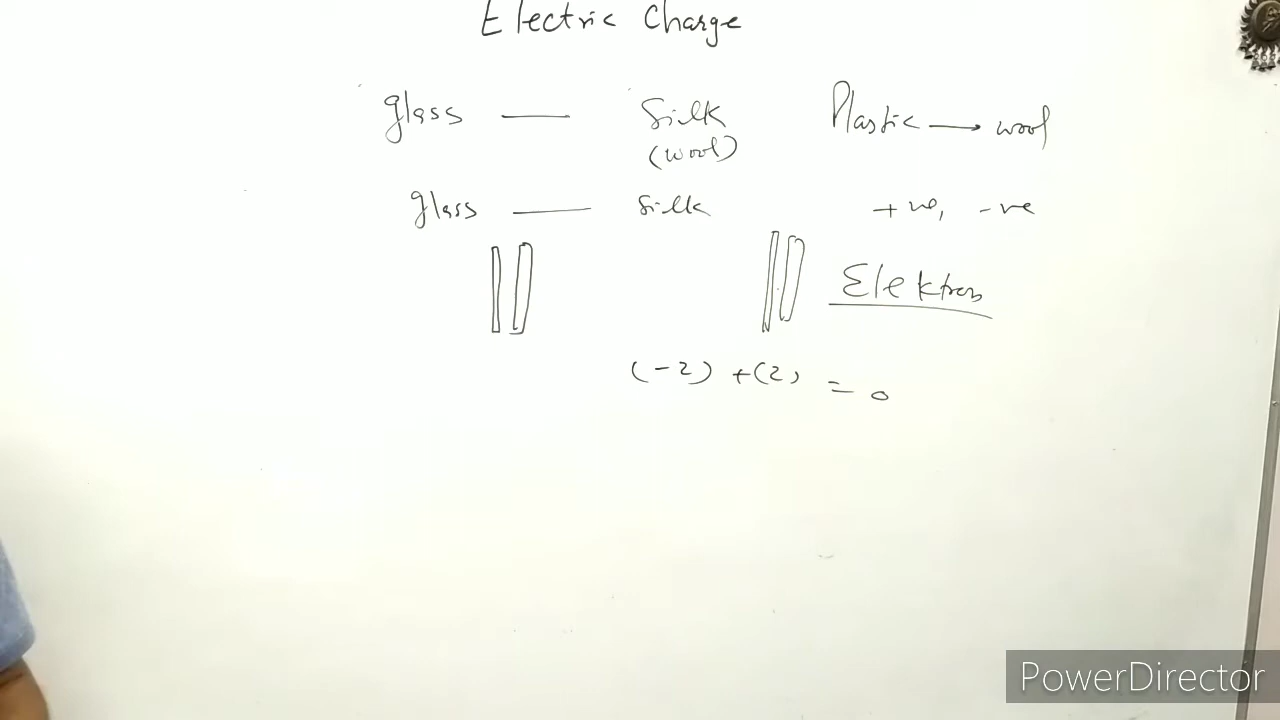 Electric Charge
glass — Silk Plastic → wool
(wool)
glass — Silk +ve, -ve
Elektron
(-2) +(2) = 0
PowerDirector